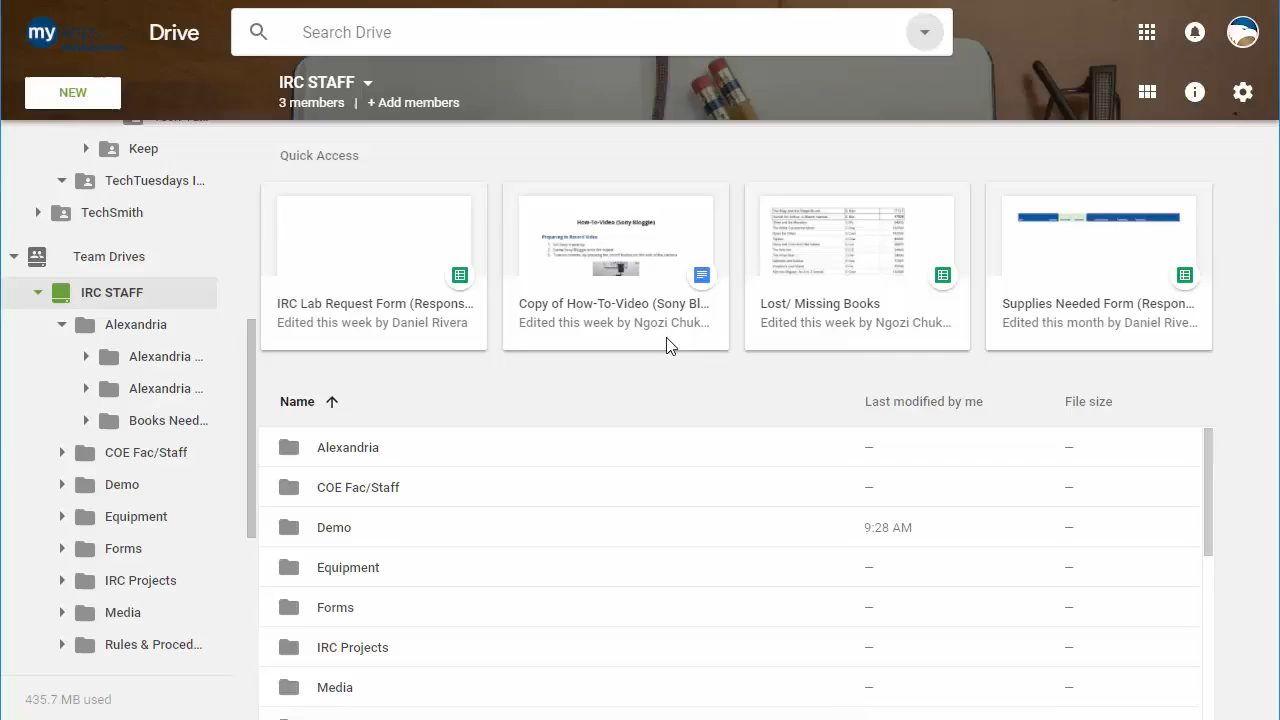 my
Drive
Search Drive
NEW
IRC STAFF
3 members | + Add members
Keep
TechTuesdays I...
TechSmith
Team Drives
IRC STAFF
Alexandria
Alexandria ...
Alexandria ...
Books Need...
COE Fac/Staff
Demo
Equipment
Forms
IRC Projects
Media
Rules & Proced...
435.7 MB used
Quick Access
How-To-Video (Sony Bloggie)
Preparing to Record Video
IRC Lab Request Form (Respons...
Edited this week by Daniel Rivera
Copy of How-To-Video (Sony Bl...
Edited this week by Ngozi Chuk...
Lost/ Missing Books
Edited this week by Ngozi Chuk...
Supplies Needed Form (Respon...
Edited this month by Daniel Rive...
Name Last modified by me File size
Alexandria – –
COE Fac/Staff – –
Demo 9:28 AM –
Equipment – –
Forms – –
IRC Projects – –
Media – –